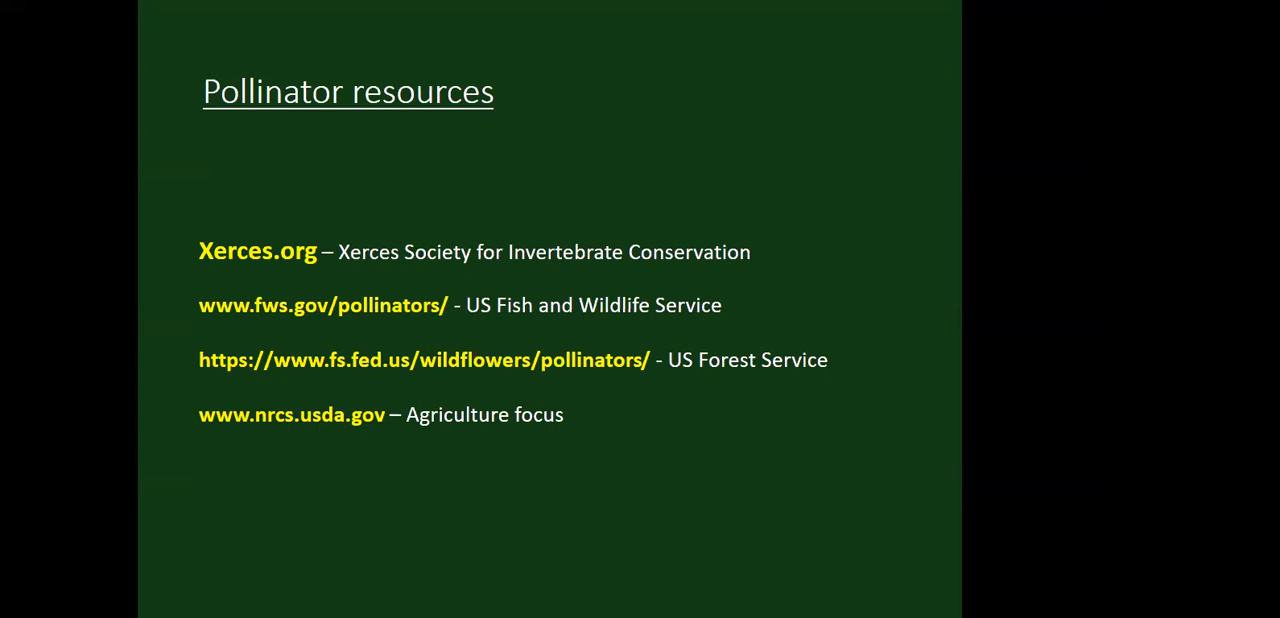 Pollinator resources
Xerces.org – Xerces Society for Invertebrate Conservation
www.fws.gov/pollinators/ - US Fish and Wildlife Service
https://www.fs.fed.us/wildflowers/pollinators/ - US Forest Service
www.nrcs.usda.gov – Agriculture focus